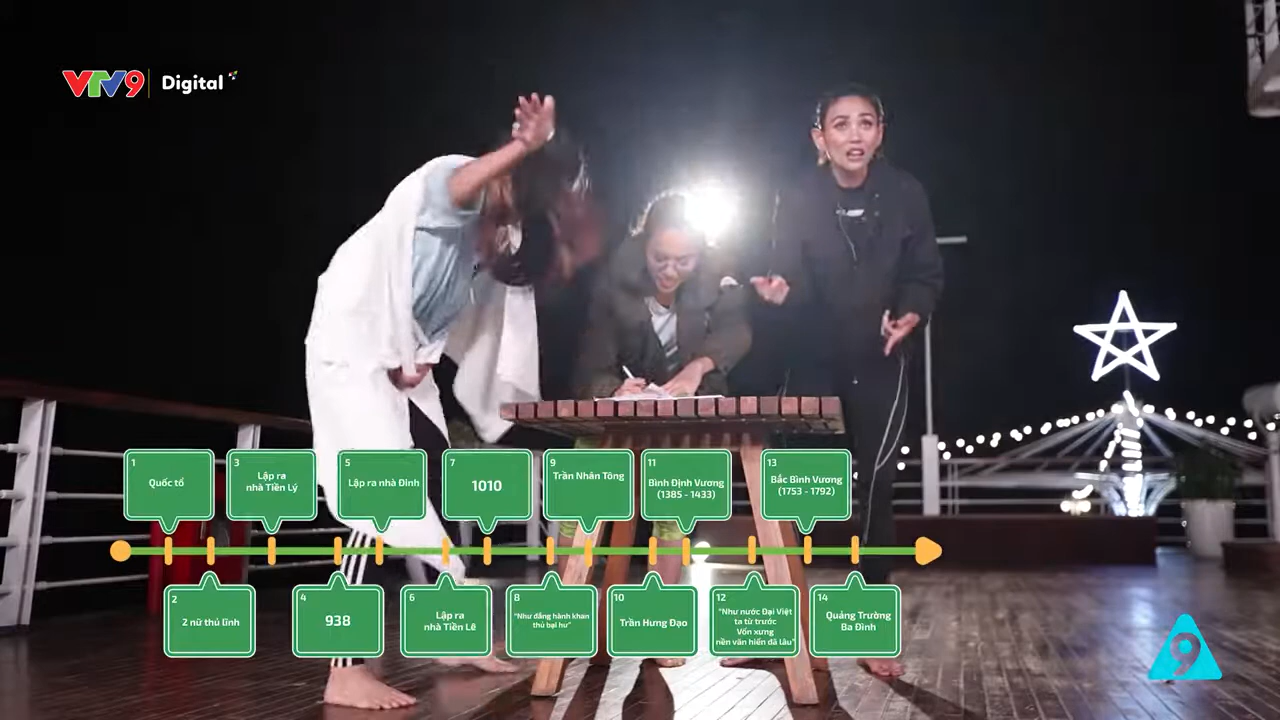 VTV9 Digital
1
Quốc tổ
3
Lập ra
nhà Tiền Lý
5
Lập ra nhà Đinh
7
1010
9
Trần Nhân Tông
11
Bình Định Vương
(1385 - 1433)
13
Bắc Bình Vương
(1753 - 1792)
2
2 nữ thủ lĩnh
4
938
6
Lập ra
nhà Tiền Lê
8
"Như đẳng hành khan
thủ bại hư"
10
Trần Hưng Đạo
12
"Như nước Đại Việt
ta từ trước
Vốn xưng
nền văn hiến đã lâu"
14
Quảng Trường
Ba Đình
9